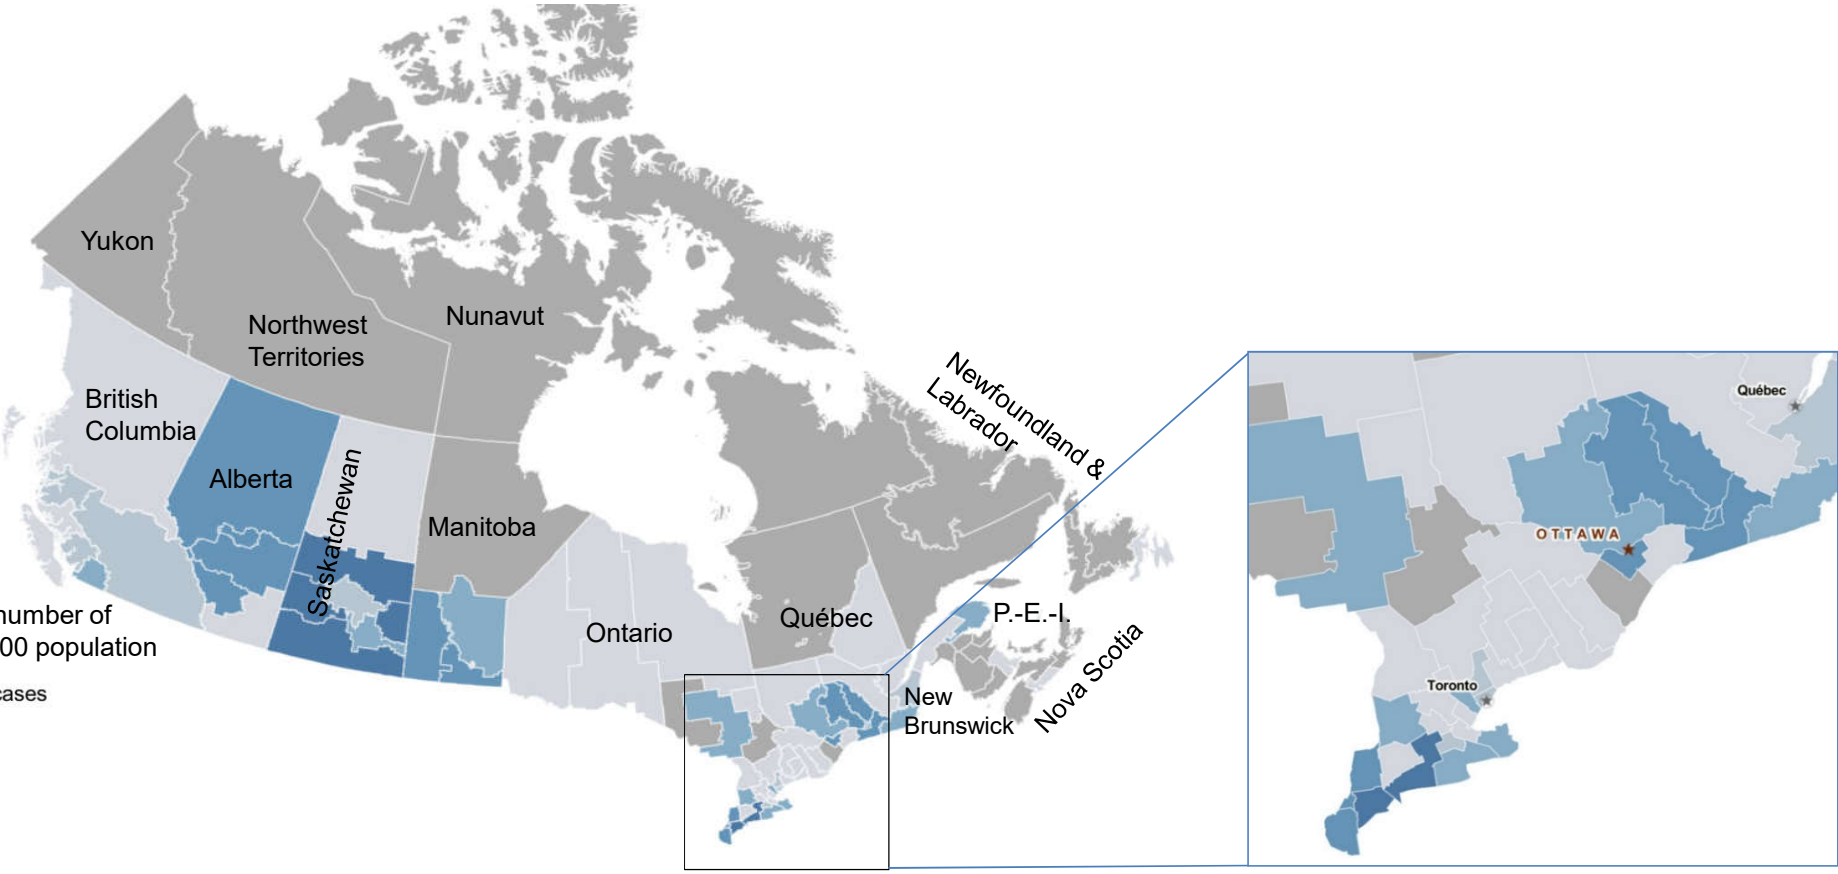 Yukon
Northwest
Territories
Nunavut
British
Columbia
Alberta
Saskatchewan
Manitoba
Ontario
Québec
Newfoundland &
Labrador
P.-E.-I.
Nova Scotia
New
Brunswick
number of
00 population
cases
Québec
OTTAWA
Toronto